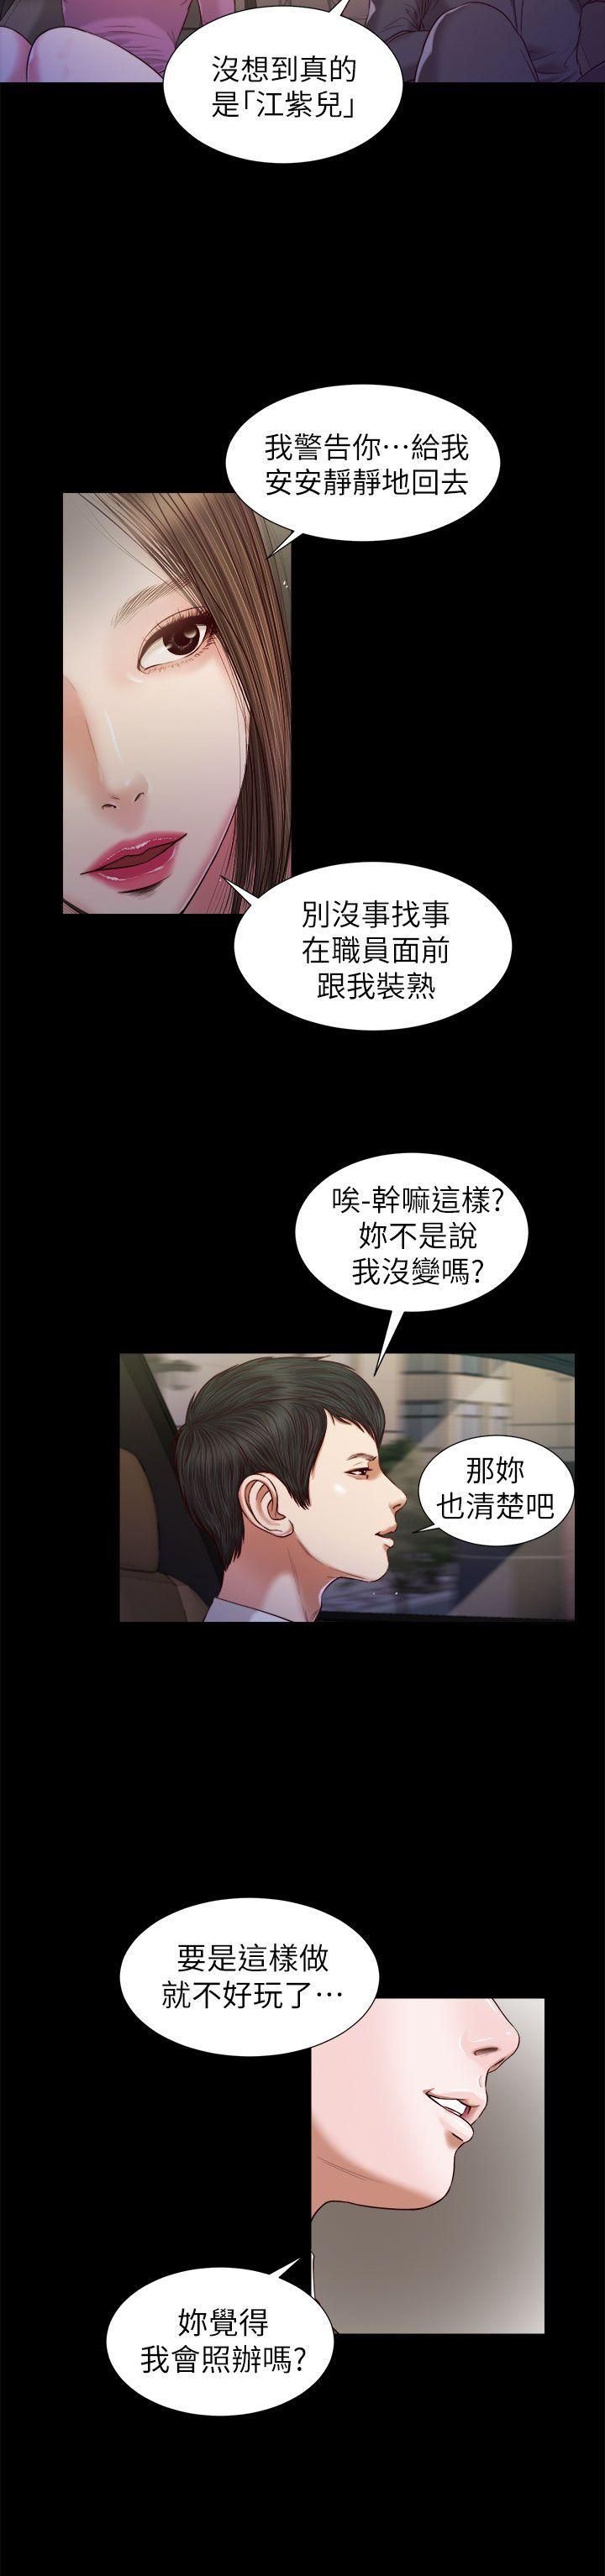 沒想到真的
是「江紫兒」
我警告你…給我
安安靜靜地回去
別沒事找事
在職員面前
跟我裝熟
唉-幹嘛這樣?
妳不是說
我沒變嗎?
那妳
也清楚吧
要是這樣做
就不好玩了…
妳覺得
我會照辦嗎?